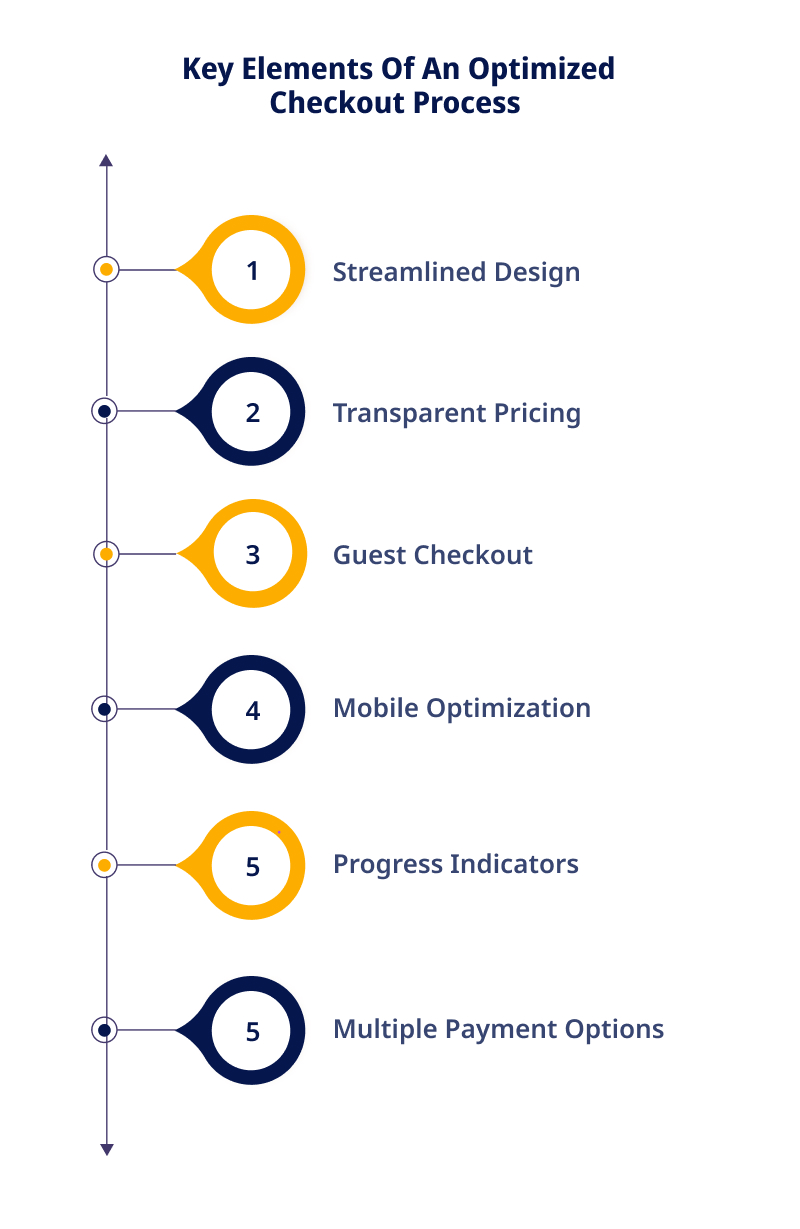 Key Elements Of An Optimized
Checkout Process
1
Streamlined Design
2
Transparent Pricing
3
Guest Checkout
4
Mobile Optimization
5
Progress Indicators
5
Multiple Payment Options